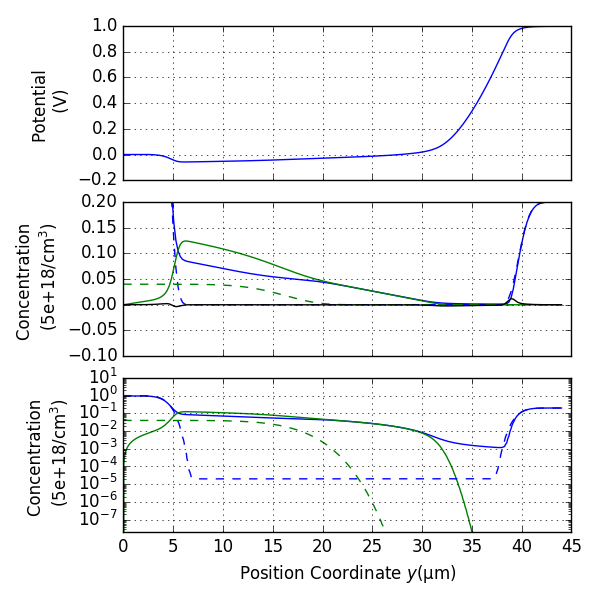 1.0
0.8
0.6
0.4
0.2
0.0
−0.2
Potential
(V)
0.20
0.15
0.10
0.05
0.00
−0.05
−0.10
Concentration
(5e+18/cm³)
10¹
10⁰
10⁻¹
10⁻²
10⁻³
10⁻⁴
10⁻⁵
10⁻⁶
10⁻⁷
Concentration
(5e+18/cm³)
0 5 10 15 20 25 30 35 40 45
Position Coordinate y(μm)